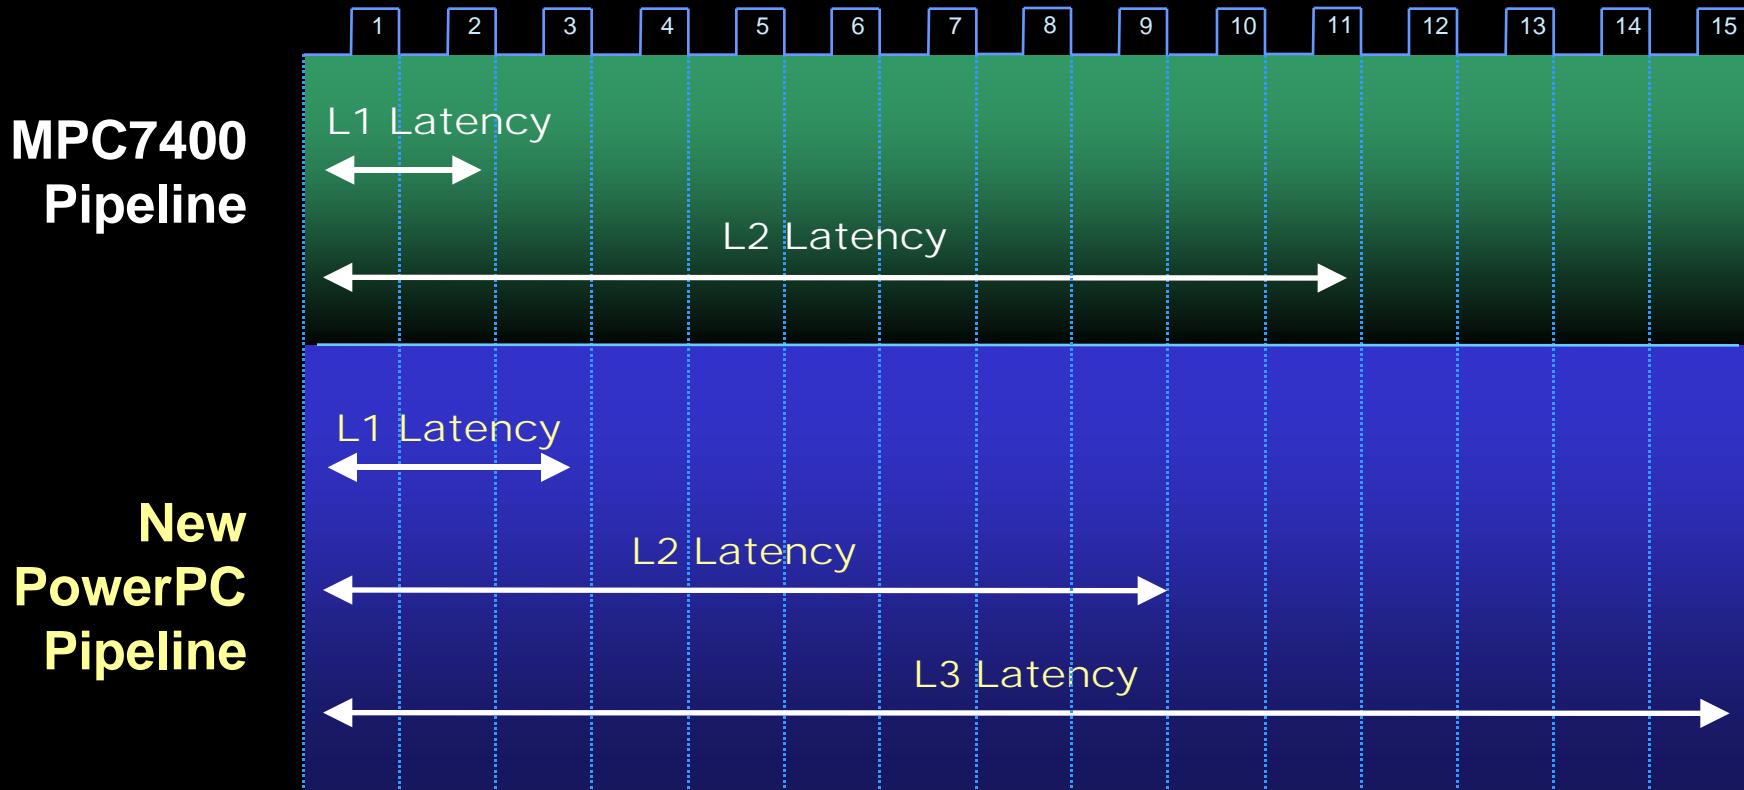 1 2 3 4 5 6 7 8 9 10 11 12 13 14 15
MPC7400
Pipeline
L1 Latency
L2 Latency
New
PowerPC
Pipeline
L1 Latency
L2 Latency
L3 Latency